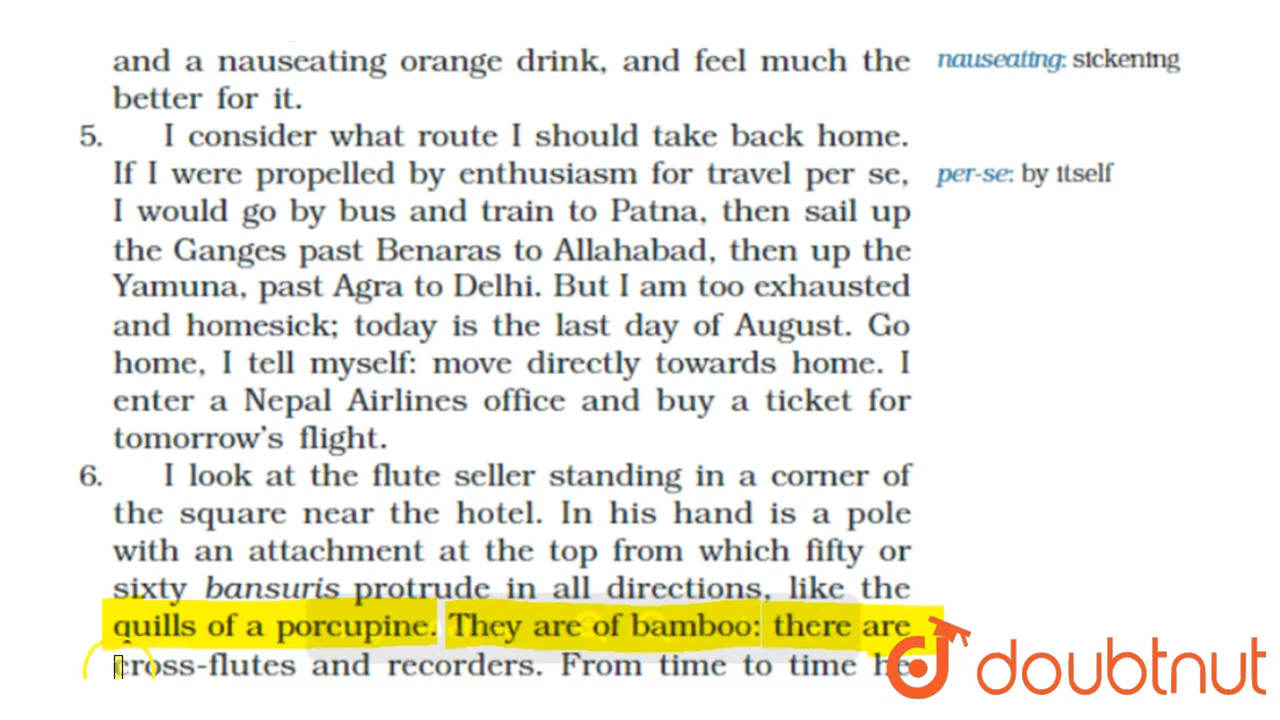 and a nauseating orange drink, and feel much the
nauseating: sickening
better for it.
5. I consider what route I should take back home.
If I were propelled by enthusiasm for travel per se,
per-se: by itself
I would go by bus and train to Patna, then sail up
the Ganges past Benaras to Allahabad, then up the
Yamuna, past Agra to Delhi. But I am too exhausted
and homesick; today is the last day of August. Go
home, I tell myself: move directly towards home. I
enter a Nepal Airlines office and buy a ticket for
tomorrow's flight.
6. I look at the flute seller standing in a corner of
the square near the hotel. In his hand is a pole
with an attachment at the top from which fifty or
sixty bansuris protrude in all directions, like the
quills of a porcupine. They are of bamboo: there are
cross-flutes and recorders. From time to time he
doubtnut